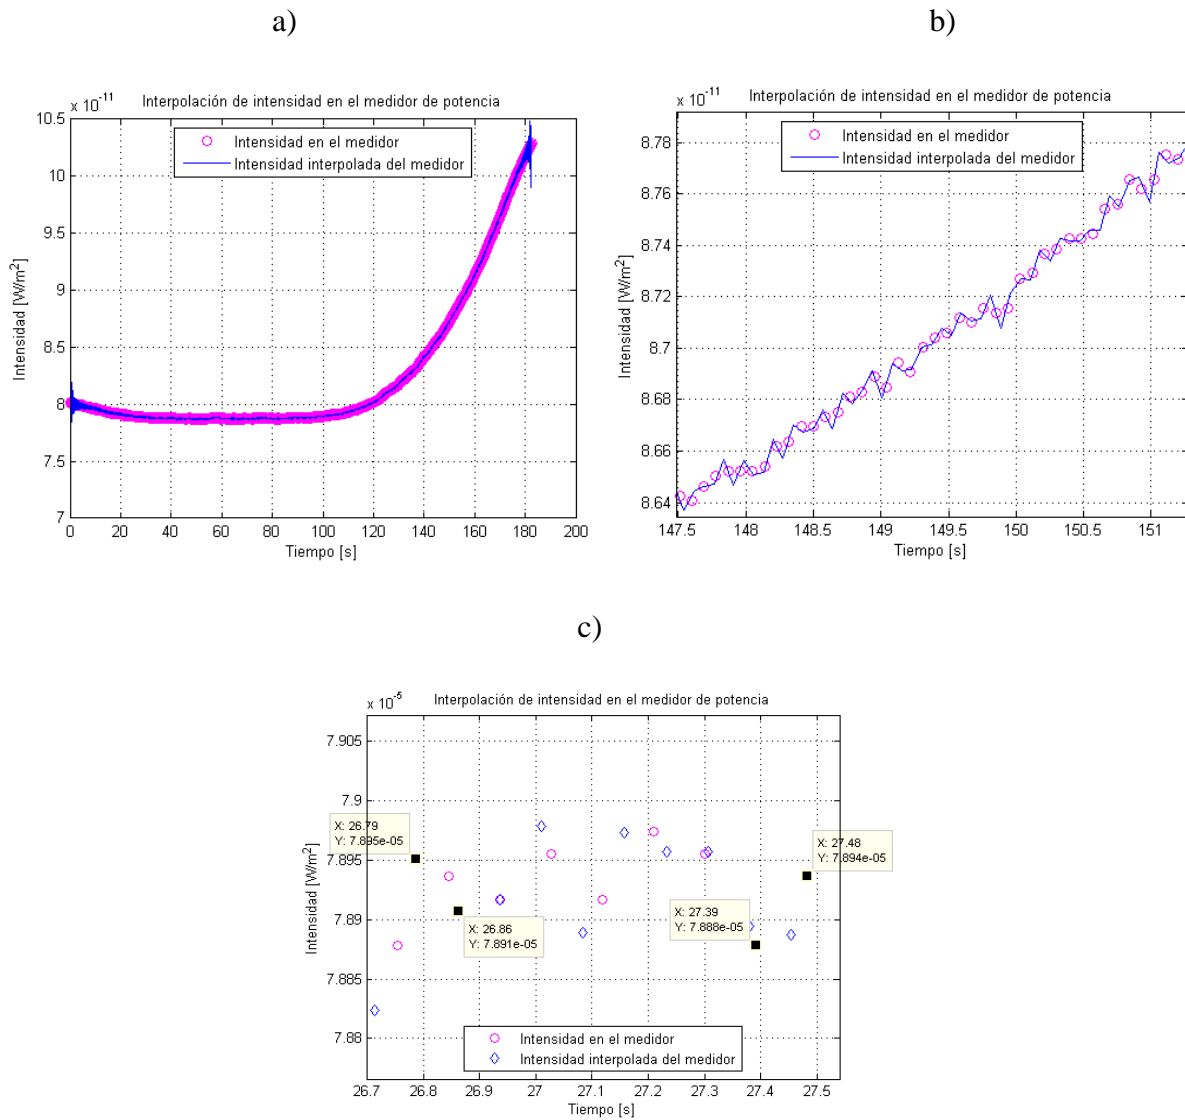 a)
b)
x 10^-11
Interpolación de intensidad en el medidor de potencia
Intensidad en el medidor
Intensidad interpolada del medidor
10.5
10
9.5
9
8.5
8
7.5
7
0 20 40 60 80 100 120 140 160 180 200
Intensidad [W/m²]
Tiempo [s]
x 10^-11
Interpolación de intensidad en el medidor de potencia
Intensidad en el medidor
Intensidad interpolada del medidor
8.78
8.76
8.74
8.72
8.7
8.68
8.66
8.64
147.5 148 148.5 149 149.5 150 150.5 151
Intensidad [W/m²]
Tiempo [s]
c)
x 10^-5
Interpolación de intensidad en el medidor de potencia
7.905
7.9
7.895
7.89
7.885
7.88
X: 26.79
Y: 7.895e-05
X: 27.48
Y: 7.894e-05
X: 26.86
Y: 7.891e-05
X: 27.39
Y: 7.888e-05
Intensidad en el medidor
Intensidad interpolada del medidor
26.7 26.8 26.9 27 27.1 27.2 27.3 27.4 27.5
Intensidad [W/m²]
Tiempo [s]